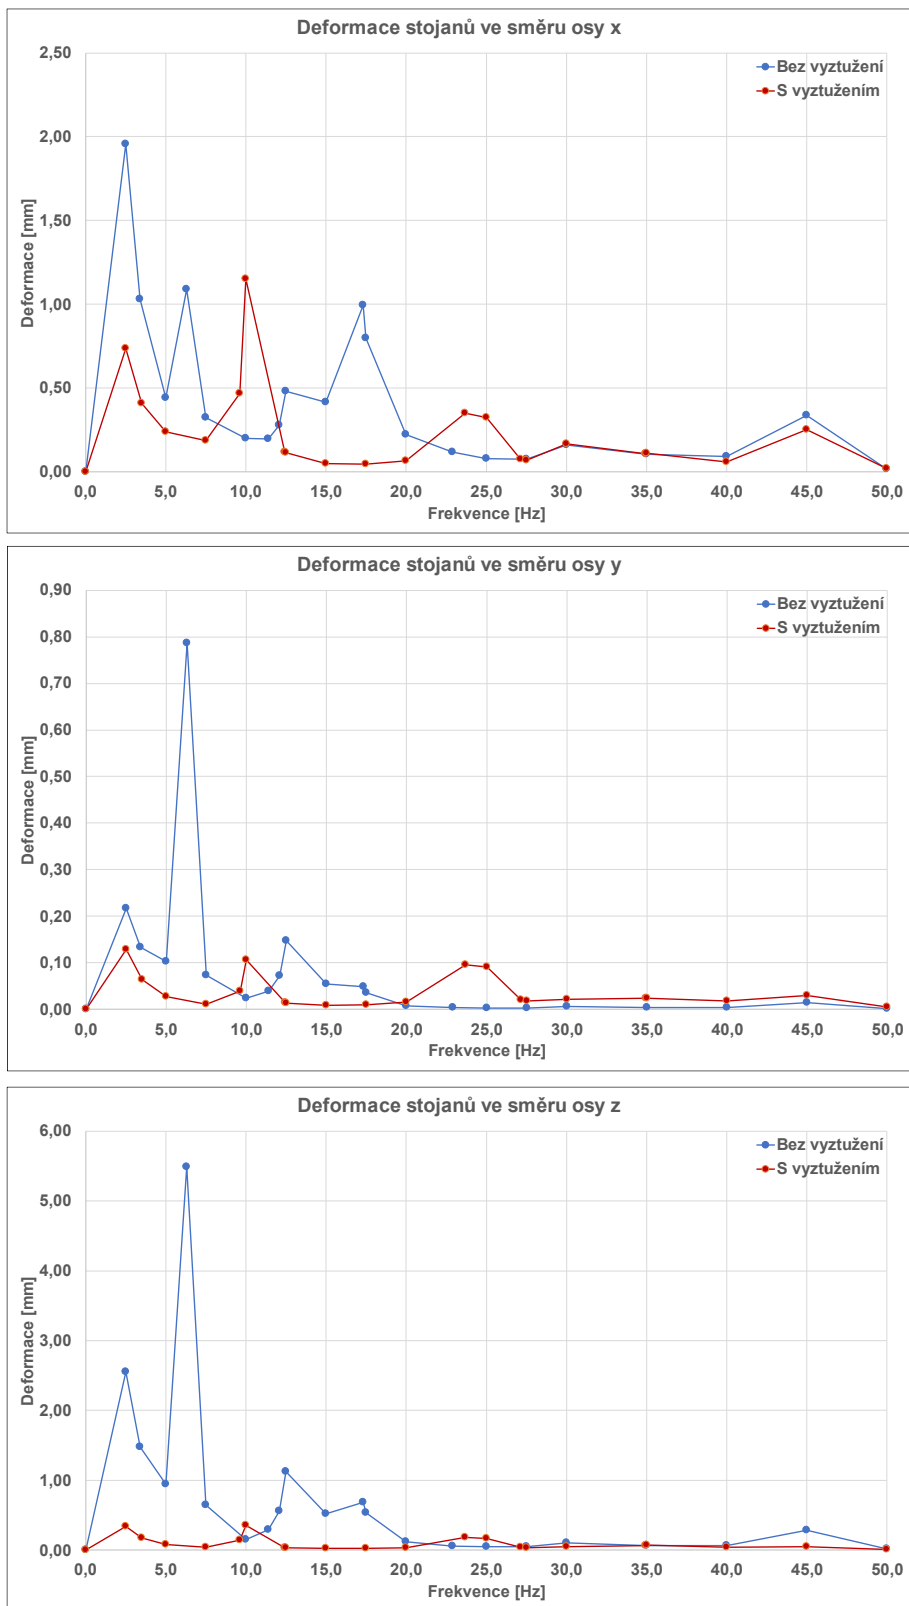 Deformace stojanů ve směru osy x
2,50
Bez vyztužení
S vyztužením
2,00
1,50
1,00
0,50
0,00
Deformace [mm]
0,0 5,0 10,0 15,0 20,0 25,0 30,0 35,0 40,0 45,0 50,0
Frekvence [Hz]
Deformace stojanů ve směru osy y
0,90
Bez vyztužení
S vyztužením
0,80
0,70
0,60
0,50
0,40
0,30
0,20
0,10
0,00
Deformace [mm]
0,0 5,0 10,0 15,0 20,0 25,0 30,0 35,0 40,0 45,0 50,0
Frekvence [Hz]
Deformace stojanů ve směru osy z
6,00
Bez vyztužení
S vyztužením
5,00
4,00
3,00
2,00
1,00
0,00
Deformace [mm]
0,0 5,0 10,0 15,0 20,0 25,0 30,0 35,0 40,0 45,0 50,0
Frekvence [Hz]